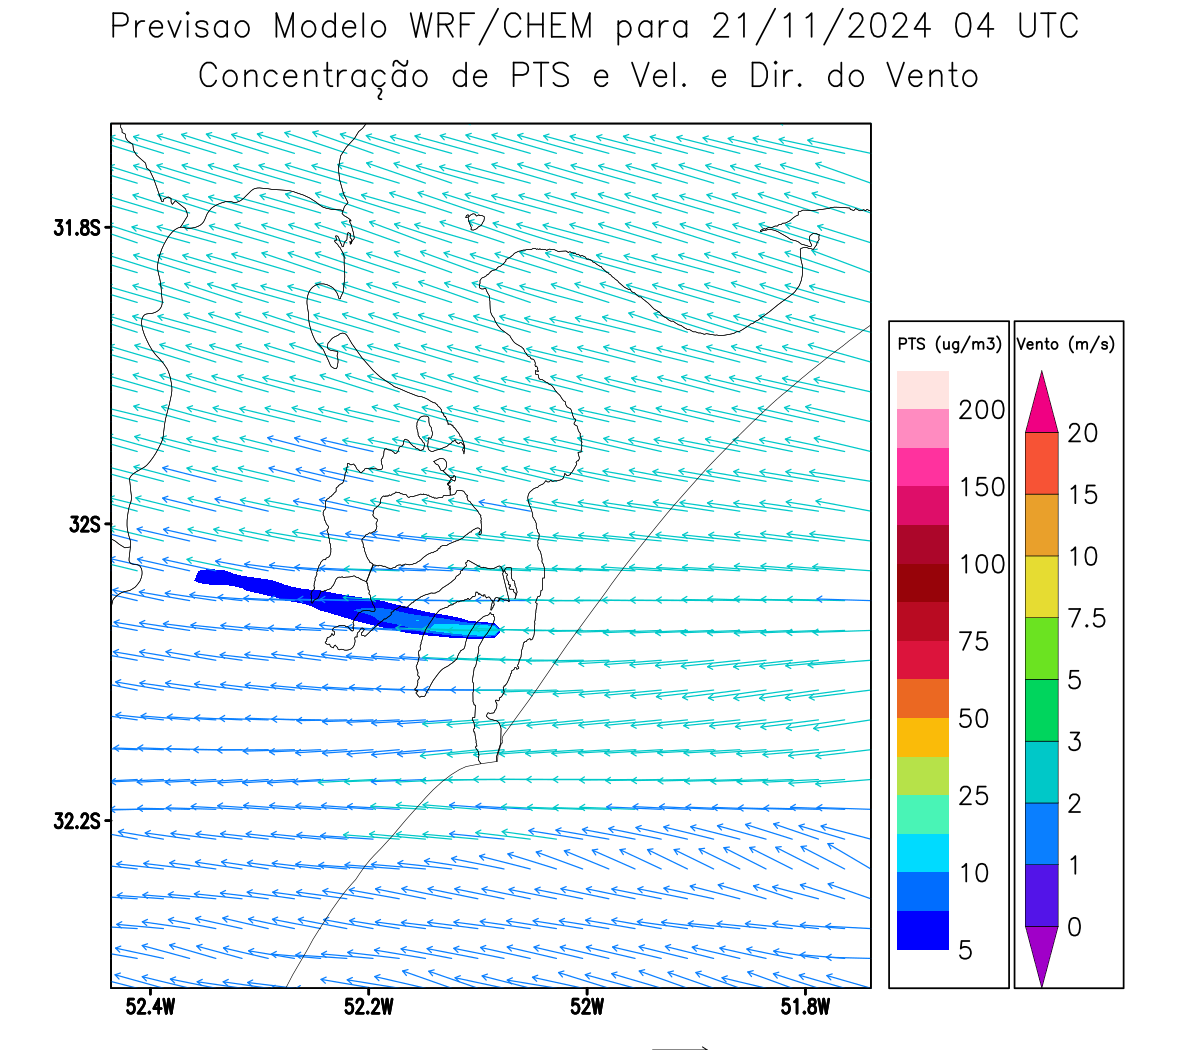 Previsao Modelo WRF/CHEM para 21/11/2024 04 UTC
Concentração de PTS e Vel. e Dir. do Vento
31.8S
32S
32.2S
52.4W
52.2W
52W
51.8W
PTS (ug/m3)
200
150
100
75
50
25
10
5
Vento (m/s)
20
15
10
7.5
5
3
2
1
0